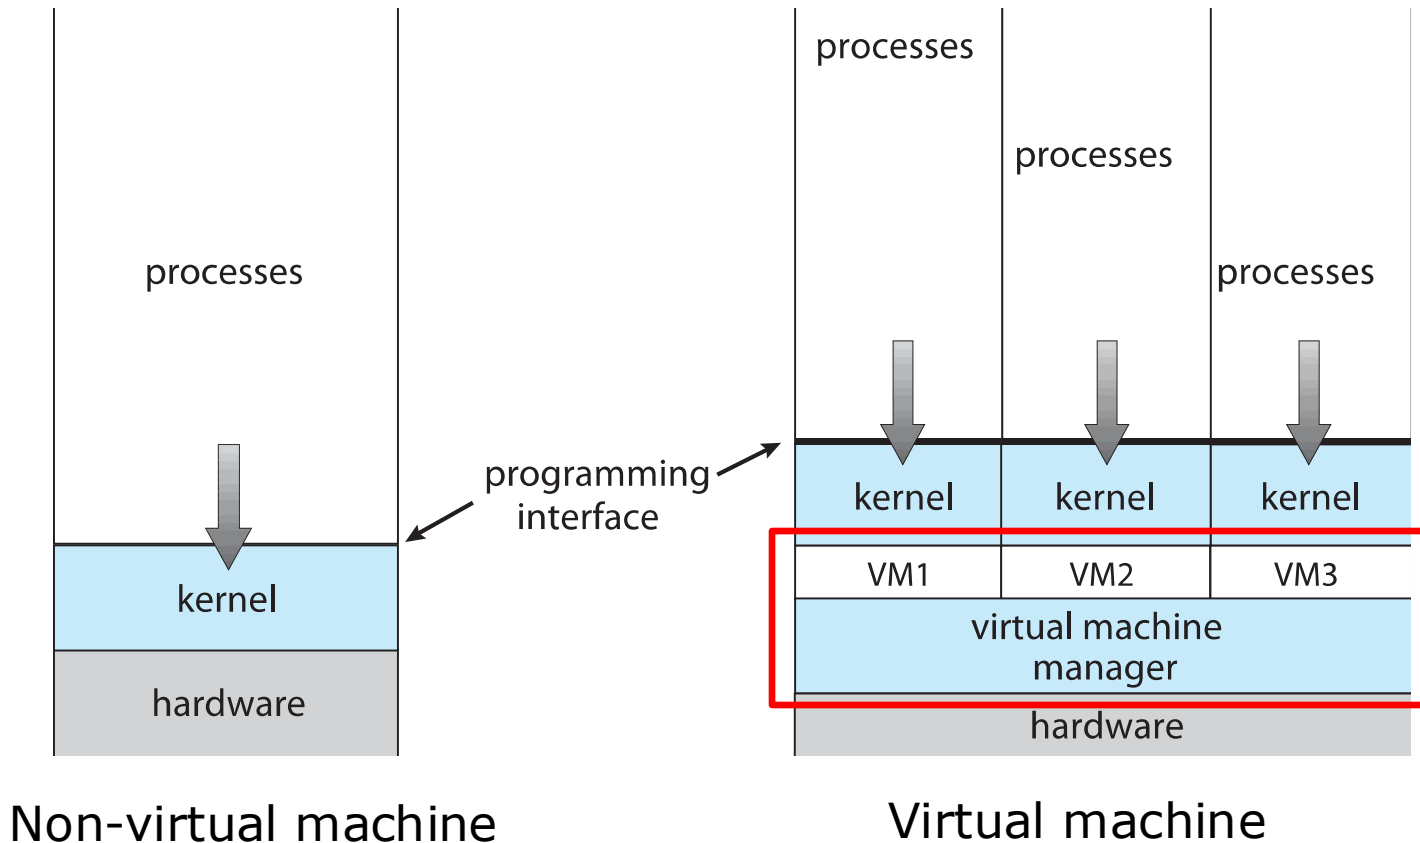 processes
kernel
hardware
Non-virtual machine
programming
interface
processes
processes
processes
kernel
kernel
kernel
VM1
VM2
VM3
virtual machine
manager
hardware
Virtual machine